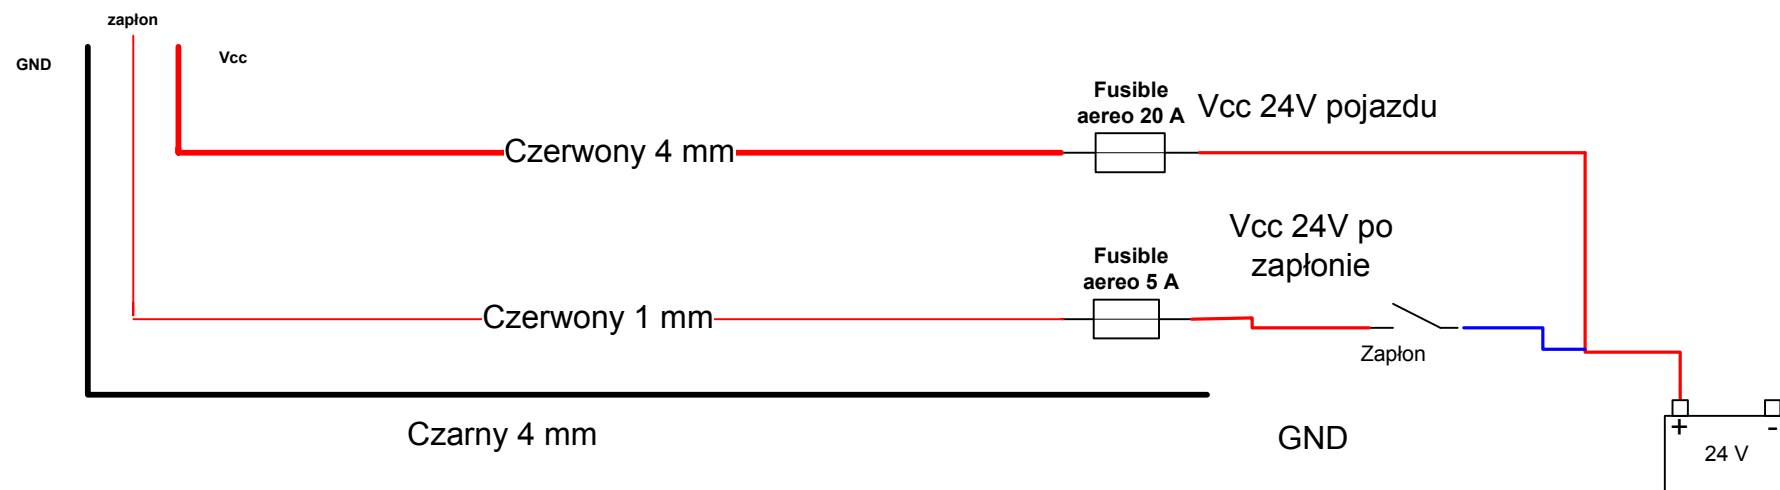 zapłon
GND
Vcc
Fusible
aereo 20 A
Vcc 24V pojazdu
Czerwony 4 mm
Vcc 24V po
zapłonie
Fusible
aereo 5 A
Czerwony 1 mm
Zapłon
Czarny 4 mm
GND
+
-
24 V